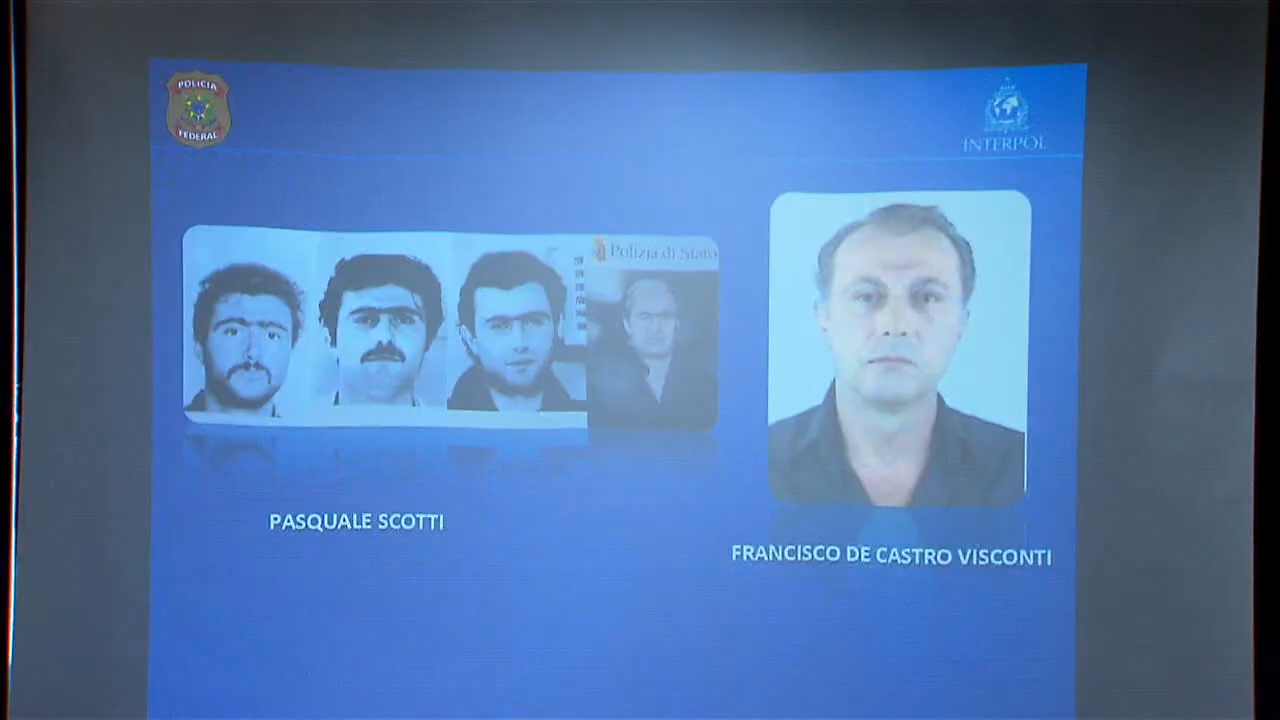 POLICIA
FEDERAL
INTERPOL
Polizia di Stato
PASQUALE SCOTTI
FRANCISCO DE CASTRO VISCONTI